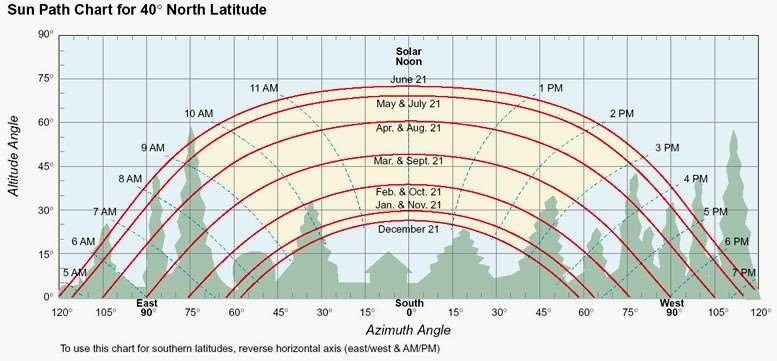 Sun Path Chart for 40° North Latitude
90°
75°
60°
45°
30°
15°
0°
Altitude Angle
Solar
Noon
June 21
May & July 21
Apr. & Aug. 21
Mar. & Sept. 21
Feb. & Oct. 21
Jan. & Nov. 21
December 21
11 AM
10 AM
9 AM
8 AM
7 AM
6 AM
5 AM
1 PM
2 PM
3 PM
4 PM
5 PM
6 PM
7 PM
East South West
120° 105° 90 75° 60° 45° 30° 15° 0 15° 30° 45° 60° 75° 90° 105° 120°
Azimuth Angle
To use this chart for southern latitudes, reverse horizontal axis (east/west & AM/PM)